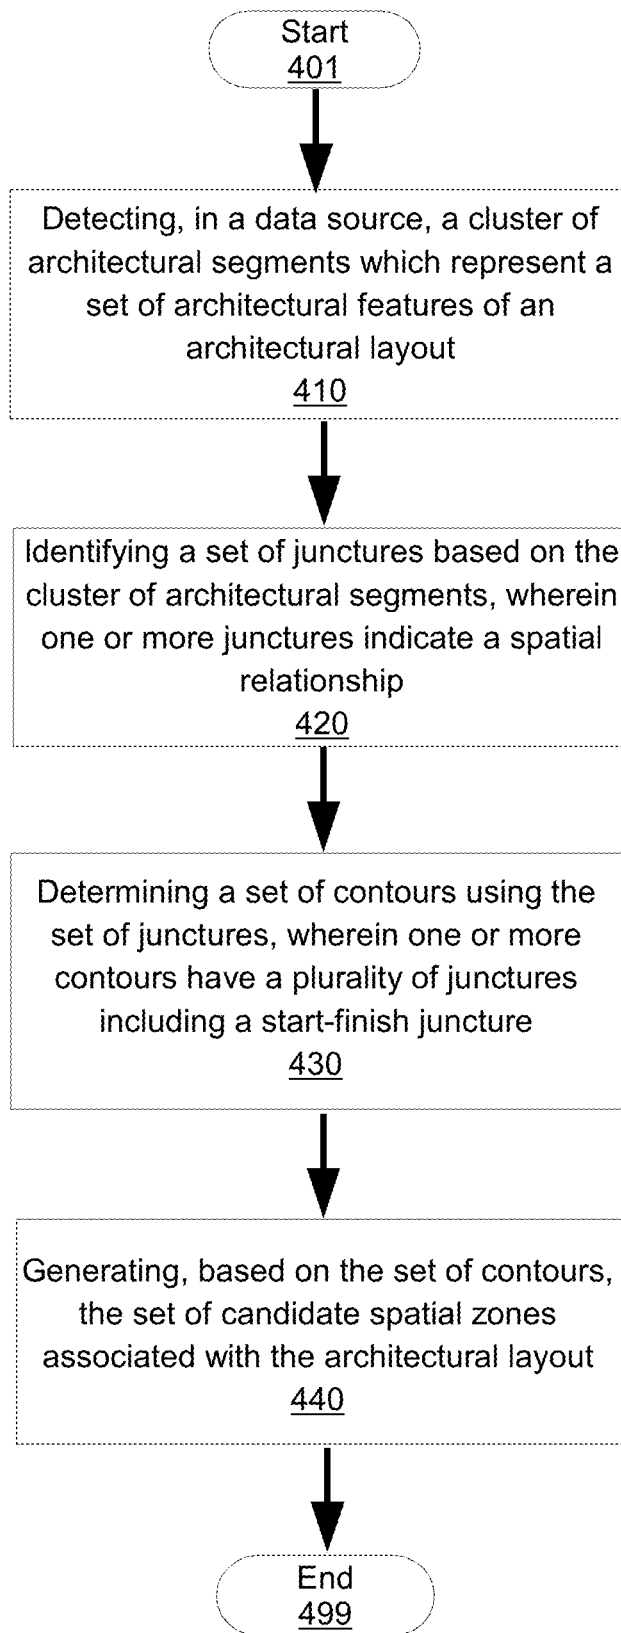 Start
401
Detecting, in a data source, a cluster of
architectural segments which represent a
set of architectural features of an
architectural layout
410
Identifying a set of junctures based on the
cluster of architectural segments, wherein
one or more junctures indicate a spatial
relationship
420
Determining a set of contours using the
set of junctures, wherein one or more
contours have a plurality of junctures
including a start-finish juncture
430
Generating, based on the set of contours,
the set of candidate spatial zones
associated with the architectural layout
440
End
499